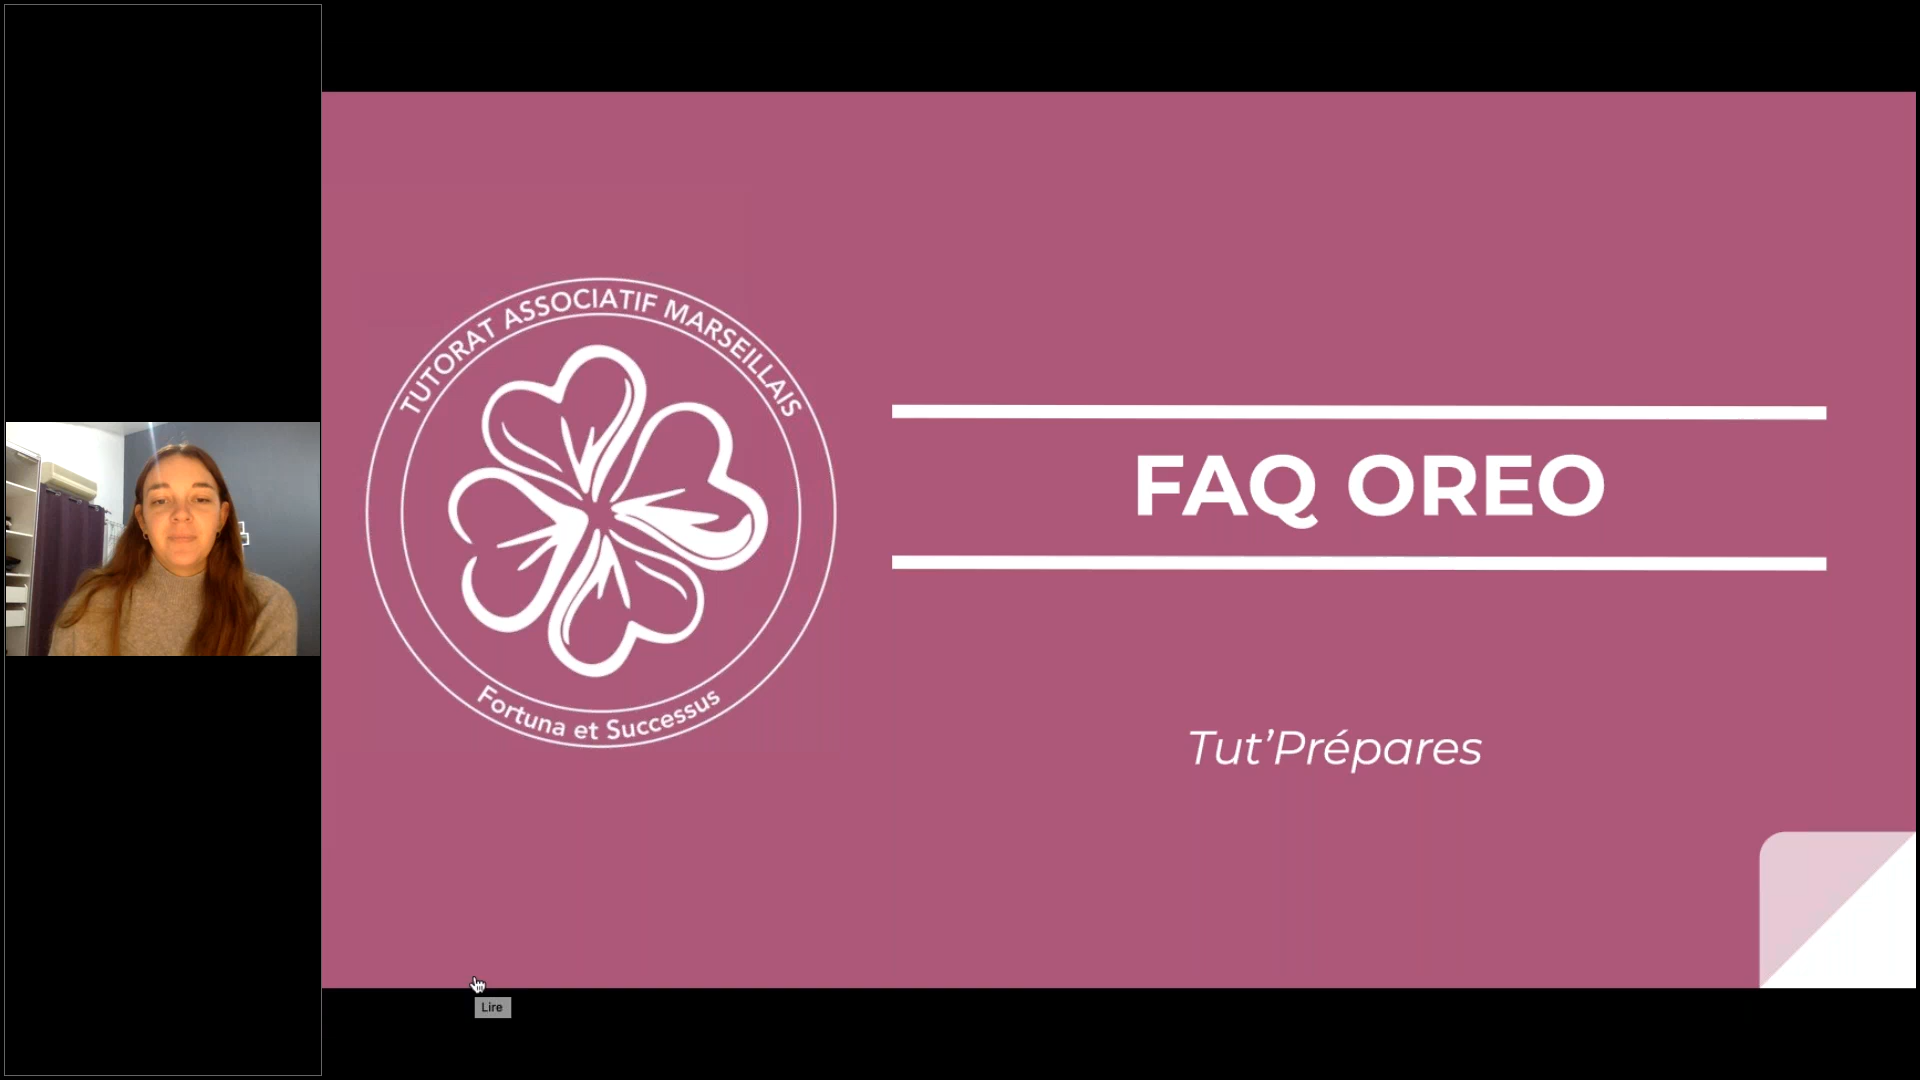 TUTORAT ASSOCIATIF MARSEILLAIS
Fortuna et Successus
FAQ OREO
Tut’Prépares
Lire